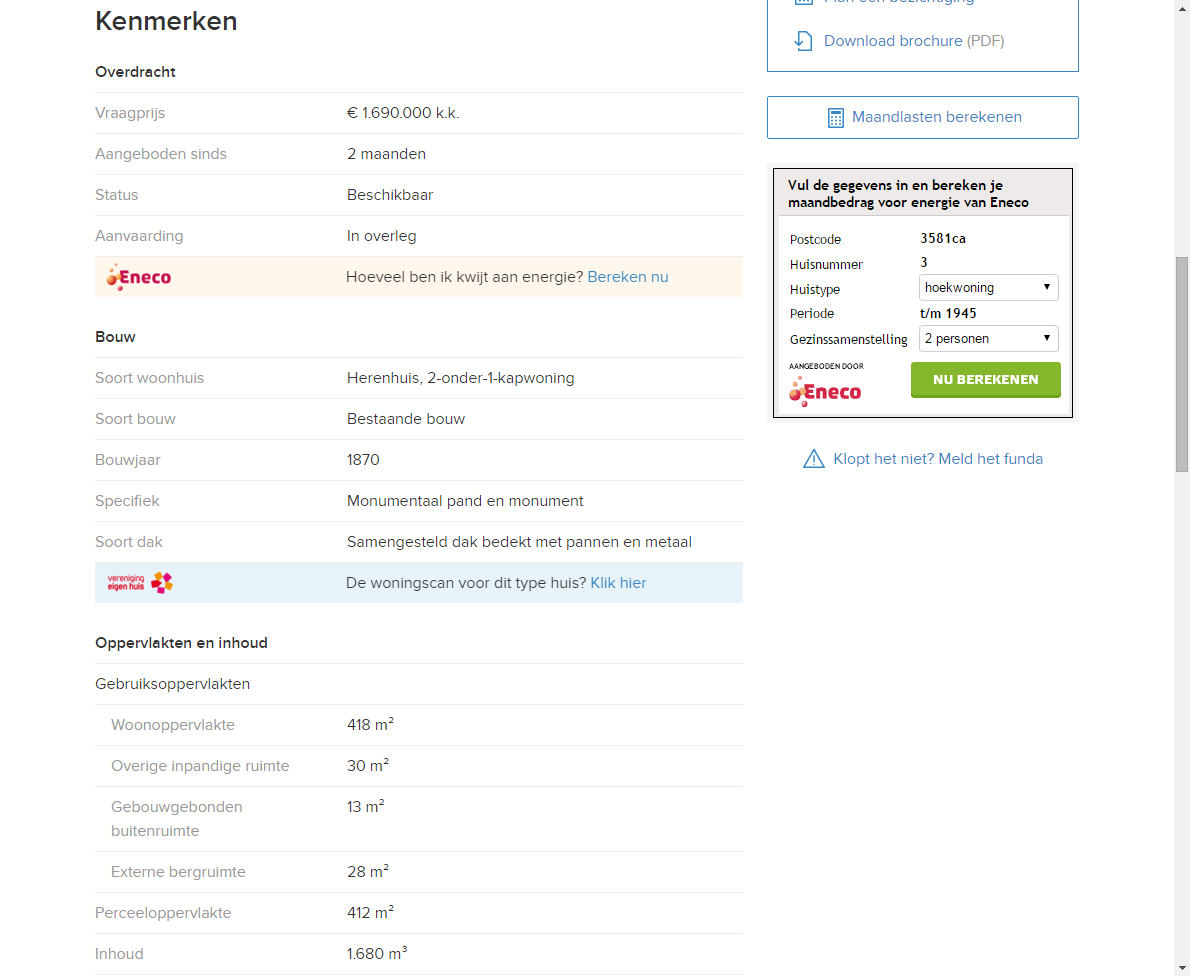 Kenmerken
Overdracht
Vraagprijs € 1.690.000 k.k.
Aangeboden sinds 2 maanden
Status Beschikbaar
Aanvaarding In overleg
Eneco Hoeveel ben ik kwijt aan energie? Bereken nu
Bouw
Soort woonhuis Herenhuis, 2-onder-1-kapwoning
Soort bouw Bestaande bouw
Bouwjaar 1870
Specifiek Monumentaal pand en monument
Soort dak Samengesteld dak bedekt met pannen en metaal
vereniging
eigen huis
De woningscan voor dit type huis? Klik hier
Oppervlakten en inhoud
Gebruiksoppervlakten
Woonoppervlakte 418 m²
Overige inpandige ruimte 30 m²
Gebouwgebonden 13 m²
buitenruimte
Externe bergruimte 28 m²
Perceeloppervlakte 412 m²
Inhoud 1.680 m³
Plan een bezichtiging
Download brochure (PDF)
Maandlasten berekenen
Vul de gegevens in en bereken je
maandbedrag voor energie van Eneco
Postcode 3581ca
Huisnummer 3
Huistype hoekwoning
Periode t/m 1945
Gezinssamenstelling 2 personen
AANGEBODEN DOOR
Eneco
NU BEREKENEN
Klopt het niet? Meld het funda